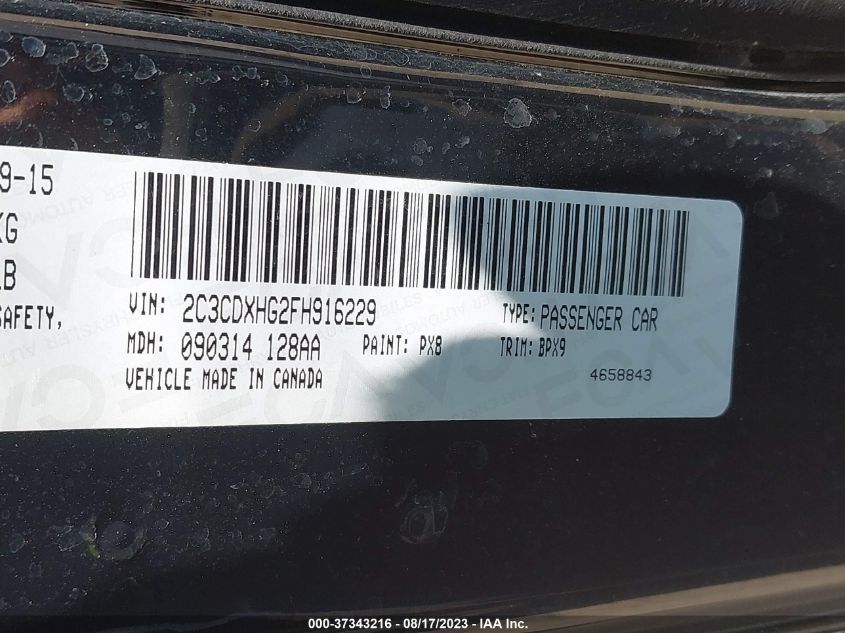 9-15
KG
LB
SAFETY,
VIN: 2C3CDXHG2FH916229 TYPE: PASSENGER CAR
MDH: 090314 128AA PAINT: PX8 TRIM: BPX9
VEHICLE MADE IN CANADA 4658843
000-37343216 - 08/17/2023 - IAA Inc.